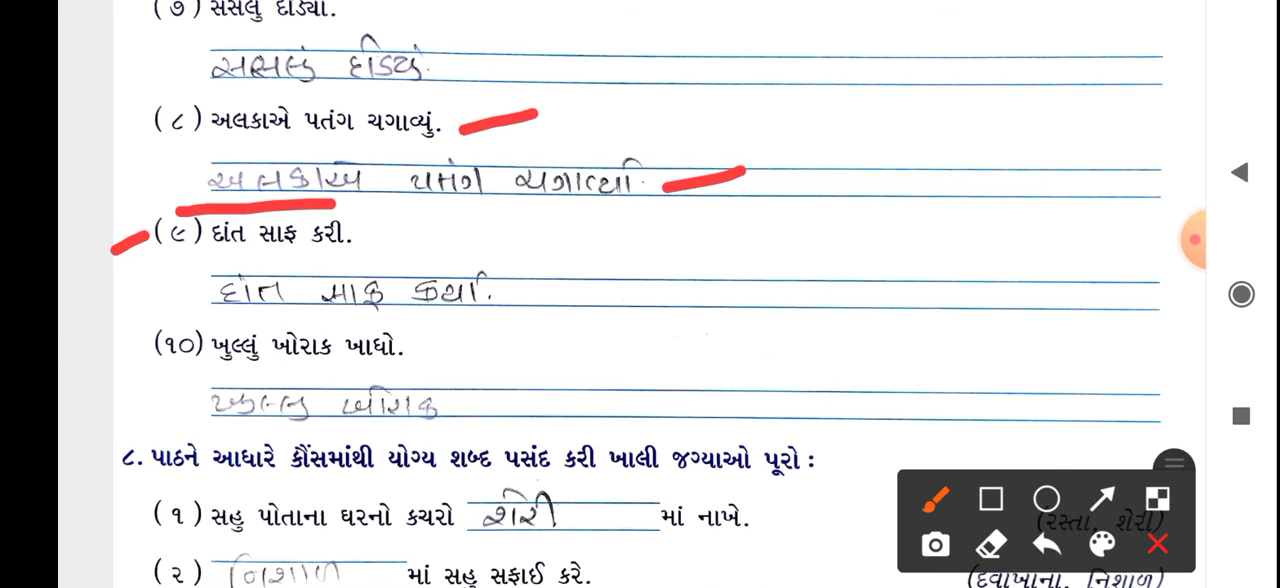 (૭) સસલું દોડ્યો.
સસલું દોડ્યું.
(૮) અલકાએ પતંગ ચગાવ્યું.
અલકાએ પતંગ ચગાવ્યો.
(૯) દાંત સાફ કરી.
દાંત સાફ કર્યા.
(૧૦) ખુલ્લું ખોરાક ખાધો.
ખુલ્લુ ખોરાક
૮. પાઠને આધારે કૌંસમાંથી યોગ્ય શબ્દ પસંદ કરી ખાલી જગ્યાઓ પૂરો :
(૧) સહુ પોતાના ઘરનો કચરો શેરી માં નાખે. (રસ્તા, શેરી)
(૨) નિશાળ માં સહુ સફાઈ કરે. (દવાખાના, નિશાળ)